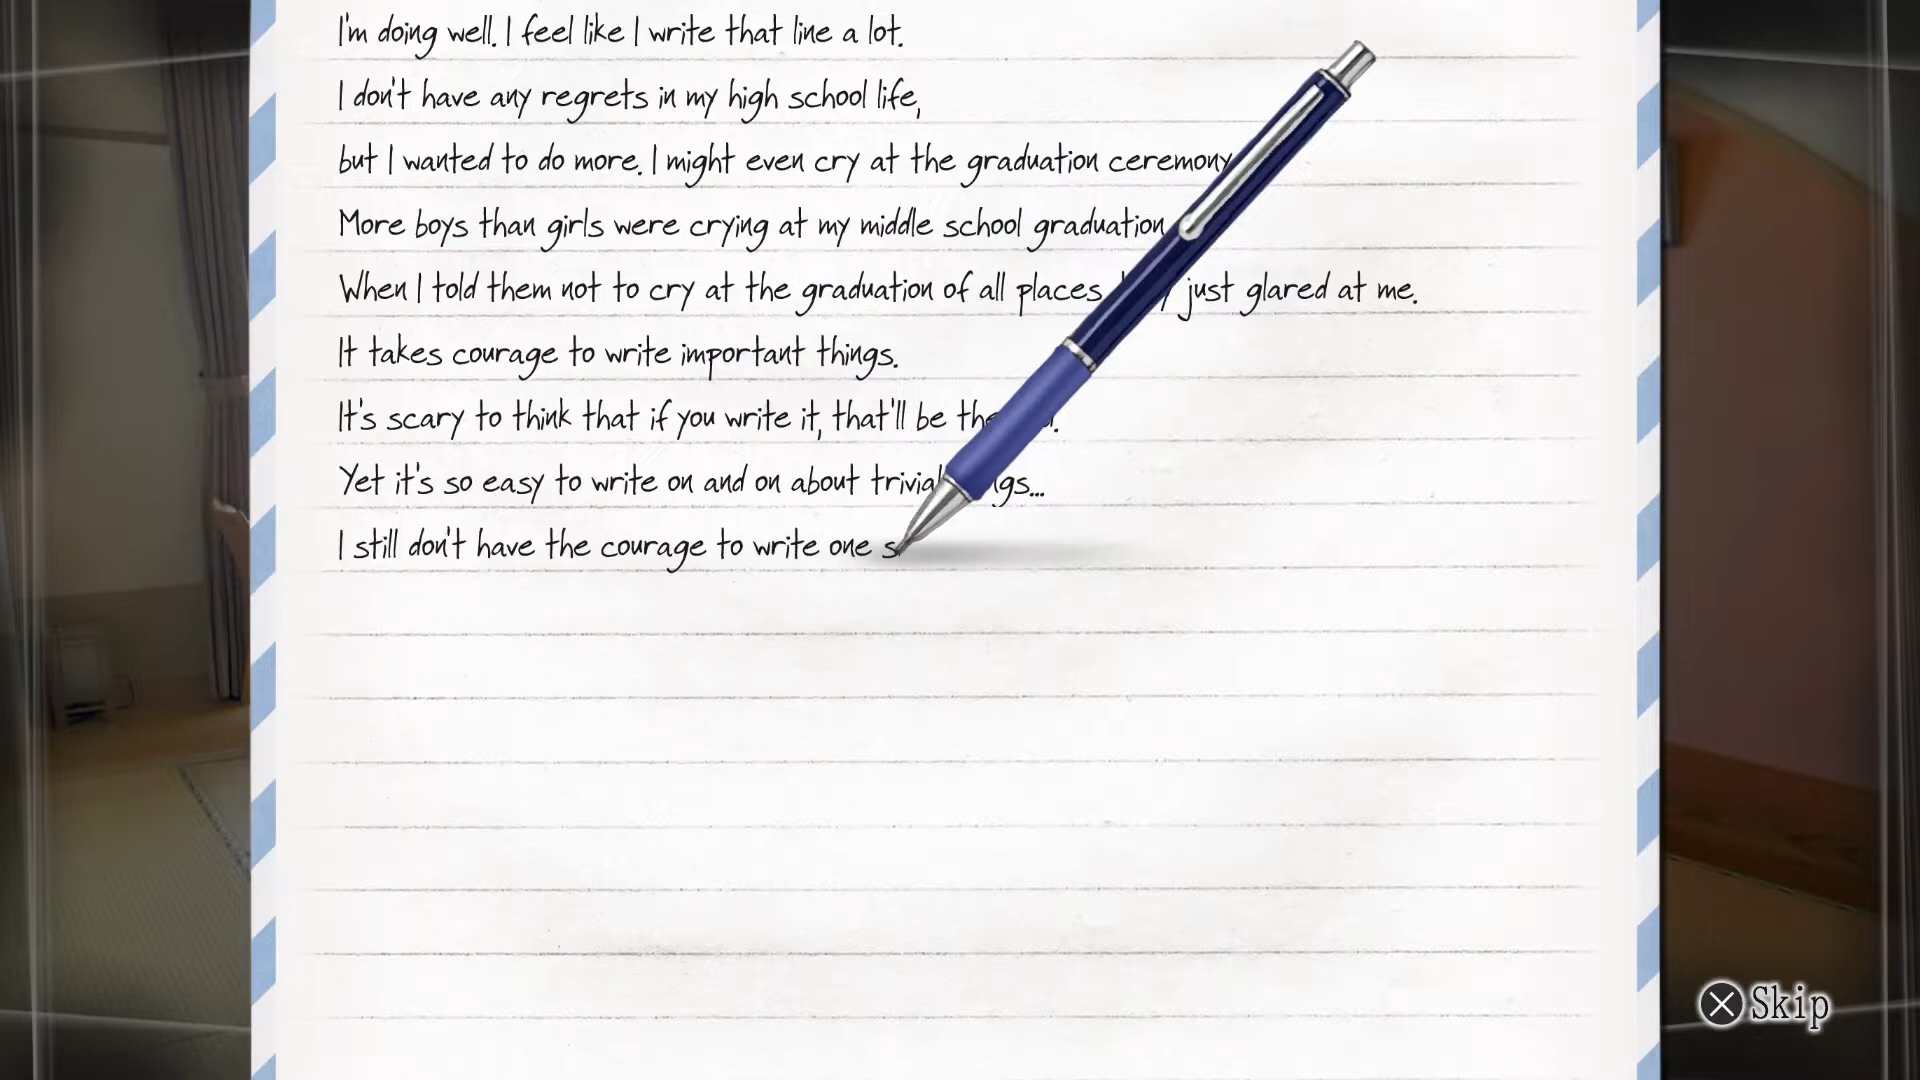 I'm doing well. I feel like I write that line a lot.
I don't have any regrets in my high school life,
but I wanted to do more. I might even cry at the graduation ceremony
More boys than girls were crying at my middle school graduation
When I told them not to cry at the graduation of all places just glared at me.
It takes courage to write important things.
It's scary to think that if you write it, that'll be
Yet it's so easy to write on and on about
I still don't have the courage to write one s
Skip